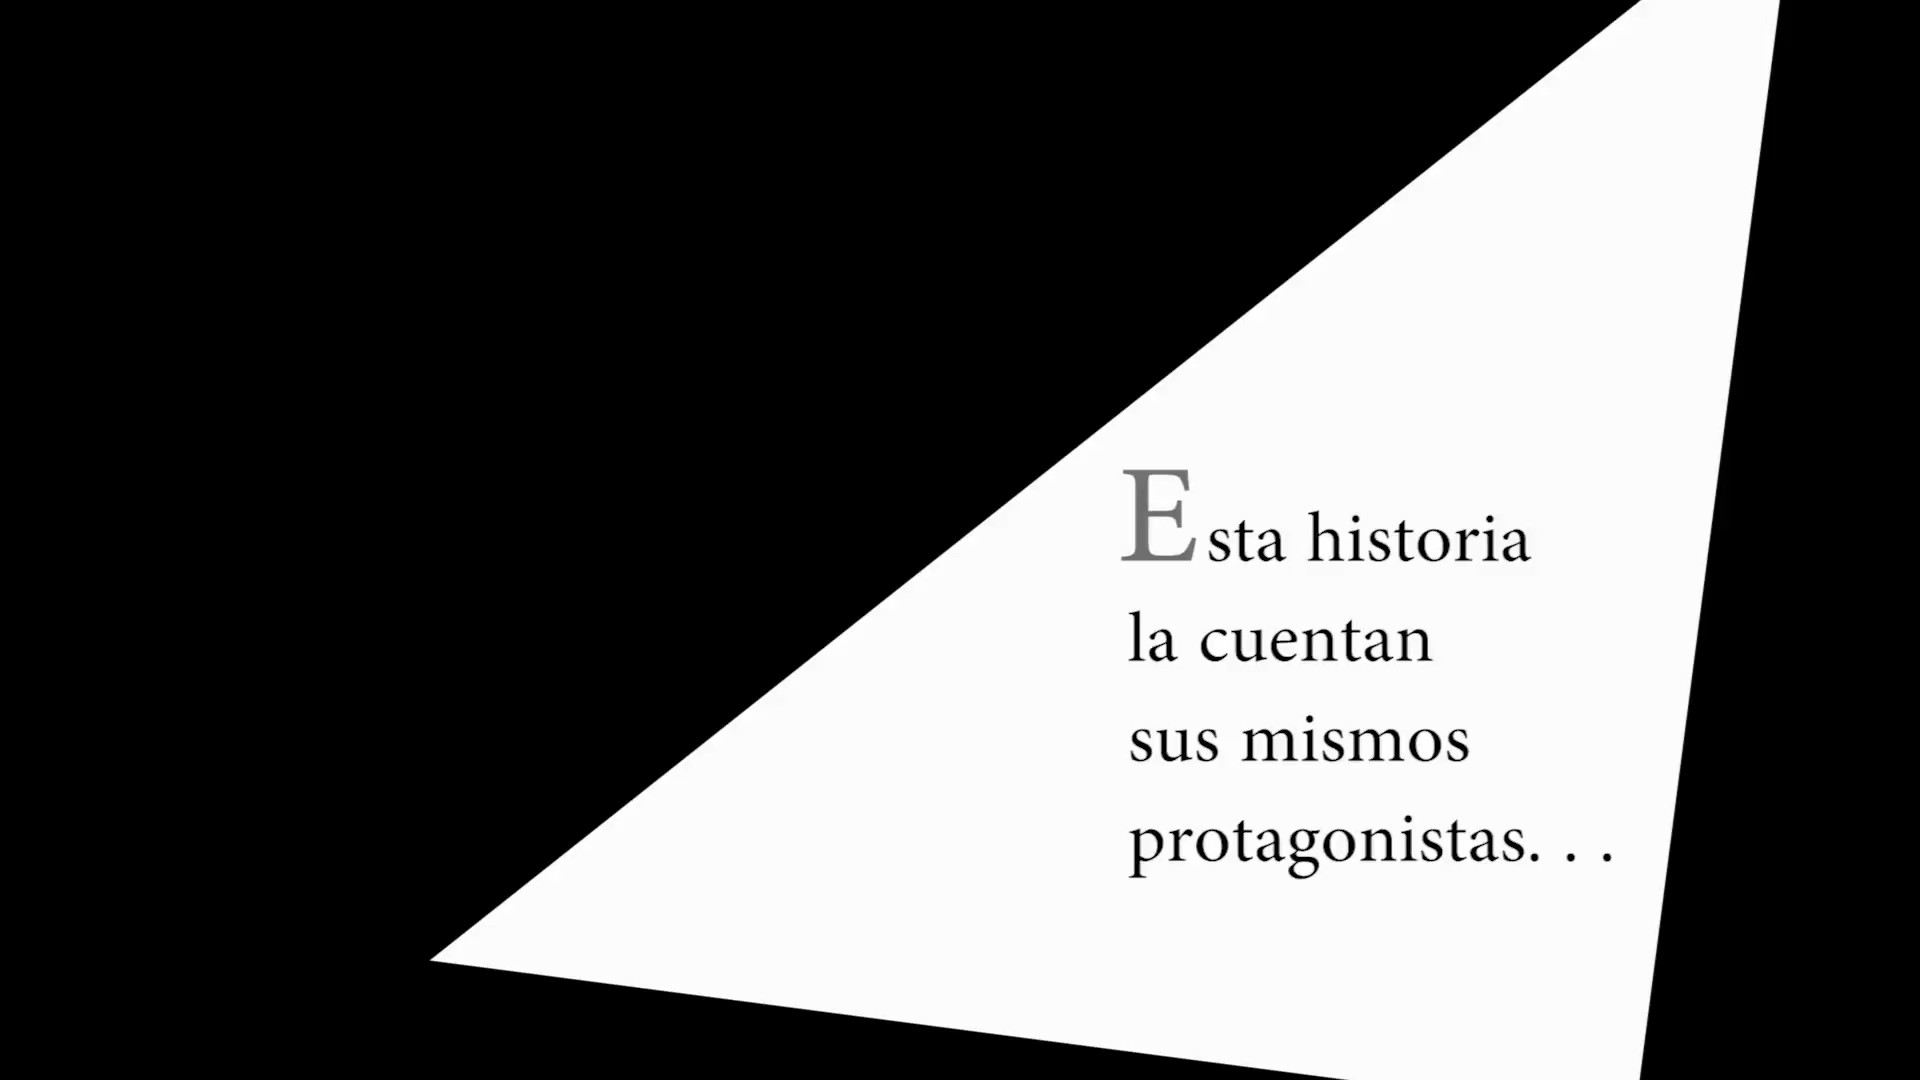 Esta historia
la cuentan
sus mismos
protagonistas. . .